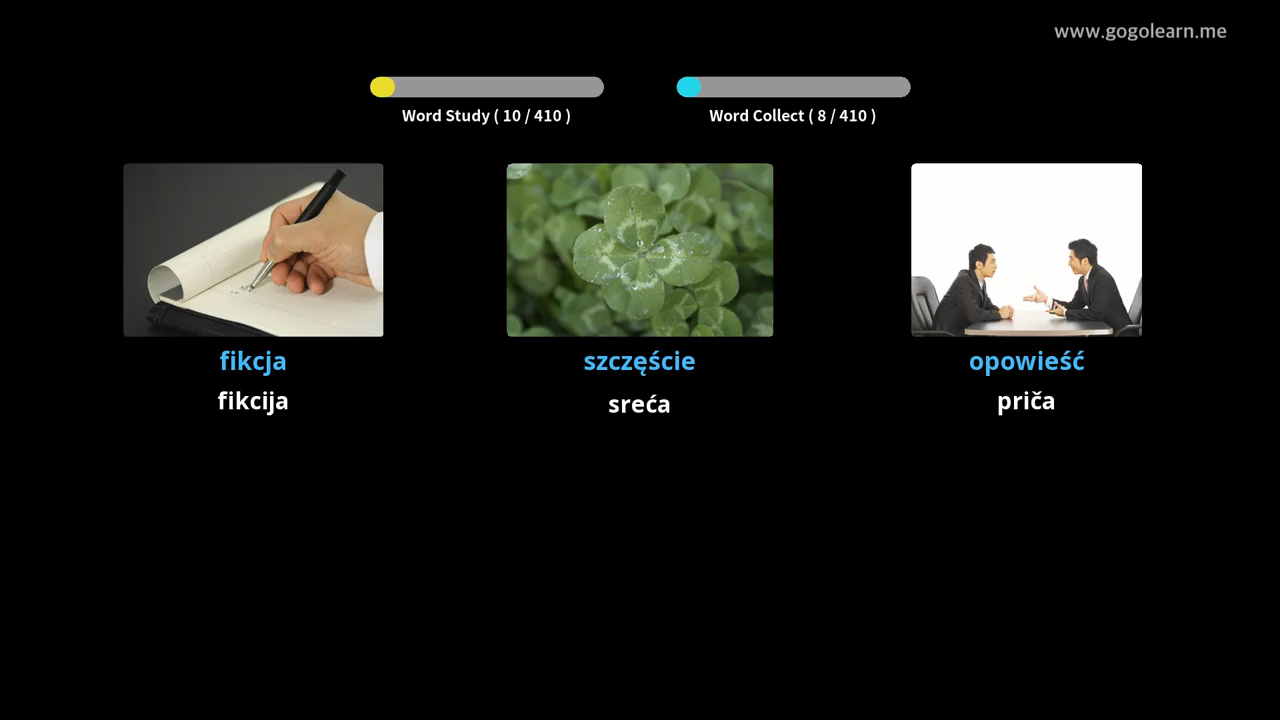 www.gogolearn.me
Word Study ( 10 / 410 )
Word Collect ( 8 / 410 )
fikcja
fikcija
szczęście
sreća
opowieść
priča